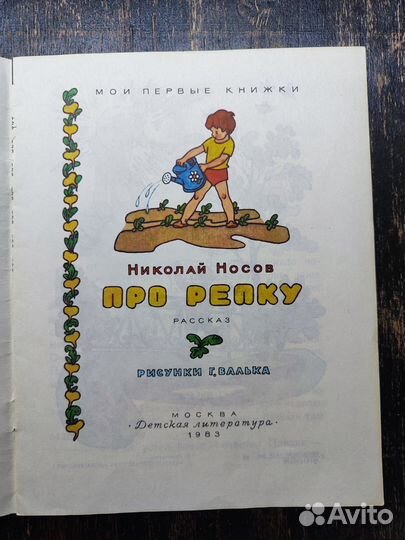 МОИ ПЕРВЫЕ КНИЖКИ
НИКОЛАЙ НОСОВ
ПРО РЕПКУ
РАССКАЗ
РИСУНКИ Г. ВАЛЬКА
МОСКВА
«Детская литература»
1983
Avito